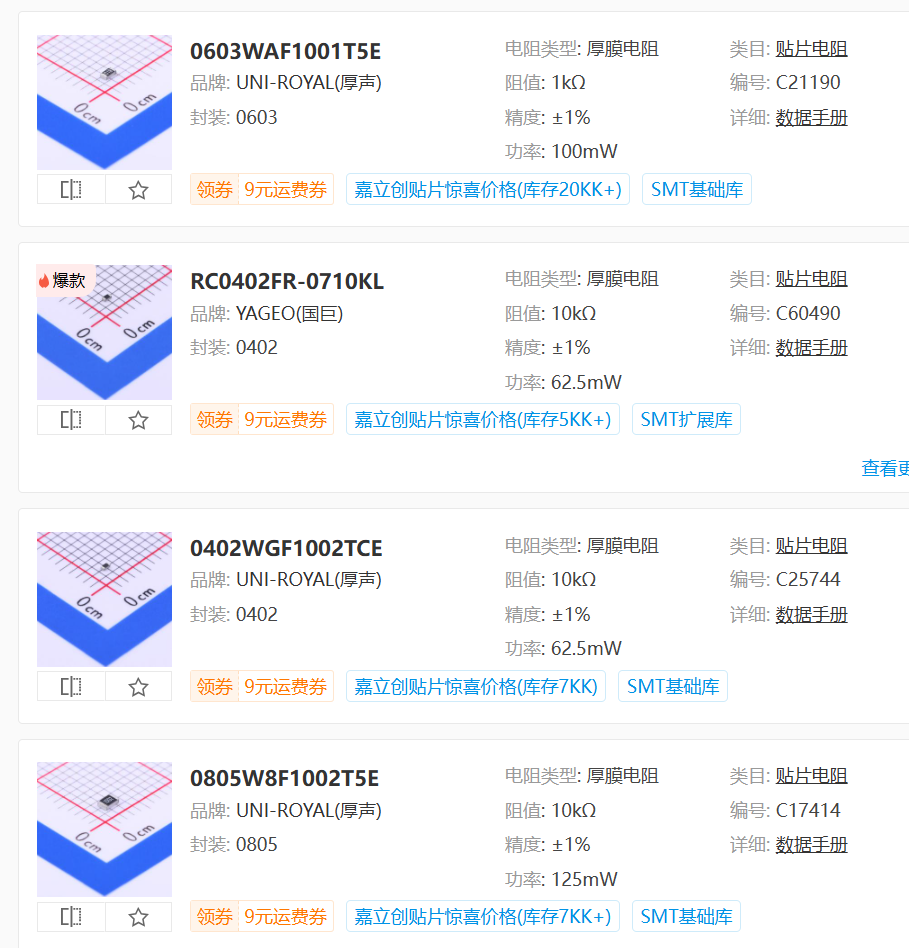 0603WAF1001T5E
品牌: UNI-ROYAL(厚声)
封装: 0603
电阻类型: 厚膜电阻
阻值: 1kΩ
精度: ±1%
功率: 100mW
类目: 贴片电阻
编号: C21190
详细: 数据手册
0cm 0cm
领券 9元运费券 嘉立创贴片惊喜价格(库存20KK+) SMT基础库
爆款
RC0402FR-0710KL
品牌: YAGEO(国巨)
封装: 0402
电阻类型: 厚膜电阻
阻值: 10kΩ
精度: ±1%
功率: 62.5mW
类目: 贴片电阻
编号: C60490
详细: 数据手册
0cm 0cm
领券 9元运费券 嘉立创贴片惊喜价格(库存5KK+) SMT扩展库
查看更
0402WGF1002TCE
品牌: UNI-ROYAL(厚声)
封装: 0402
电阻类型: 厚膜电阻
阻值: 10kΩ
精度: ±1%
功率: 62.5mW
类目: 贴片电阻
编号: C25744
详细: 数据手册
0cm 0cm
领券 9元运费券 嘉立创贴片惊喜价格(库存7KK) SMT基础库
0805W8F1002T5E
品牌: UNI-ROYAL(厚声)
封装: 0805
电阻类型: 厚膜电阻
阻值: 10kΩ
精度: ±1%
功率: 125mW
类目: 贴片电阻
编号: C17414
详细: 数据手册
0cm 0cm
领券 9元运费券 嘉立创贴片惊喜价格(库存7KK+) SMT基础库